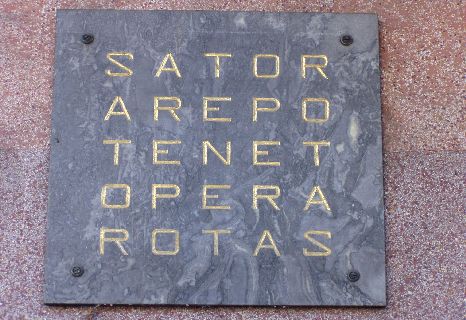 SATOR
AREPO
TENET
OPERA
ROTAS